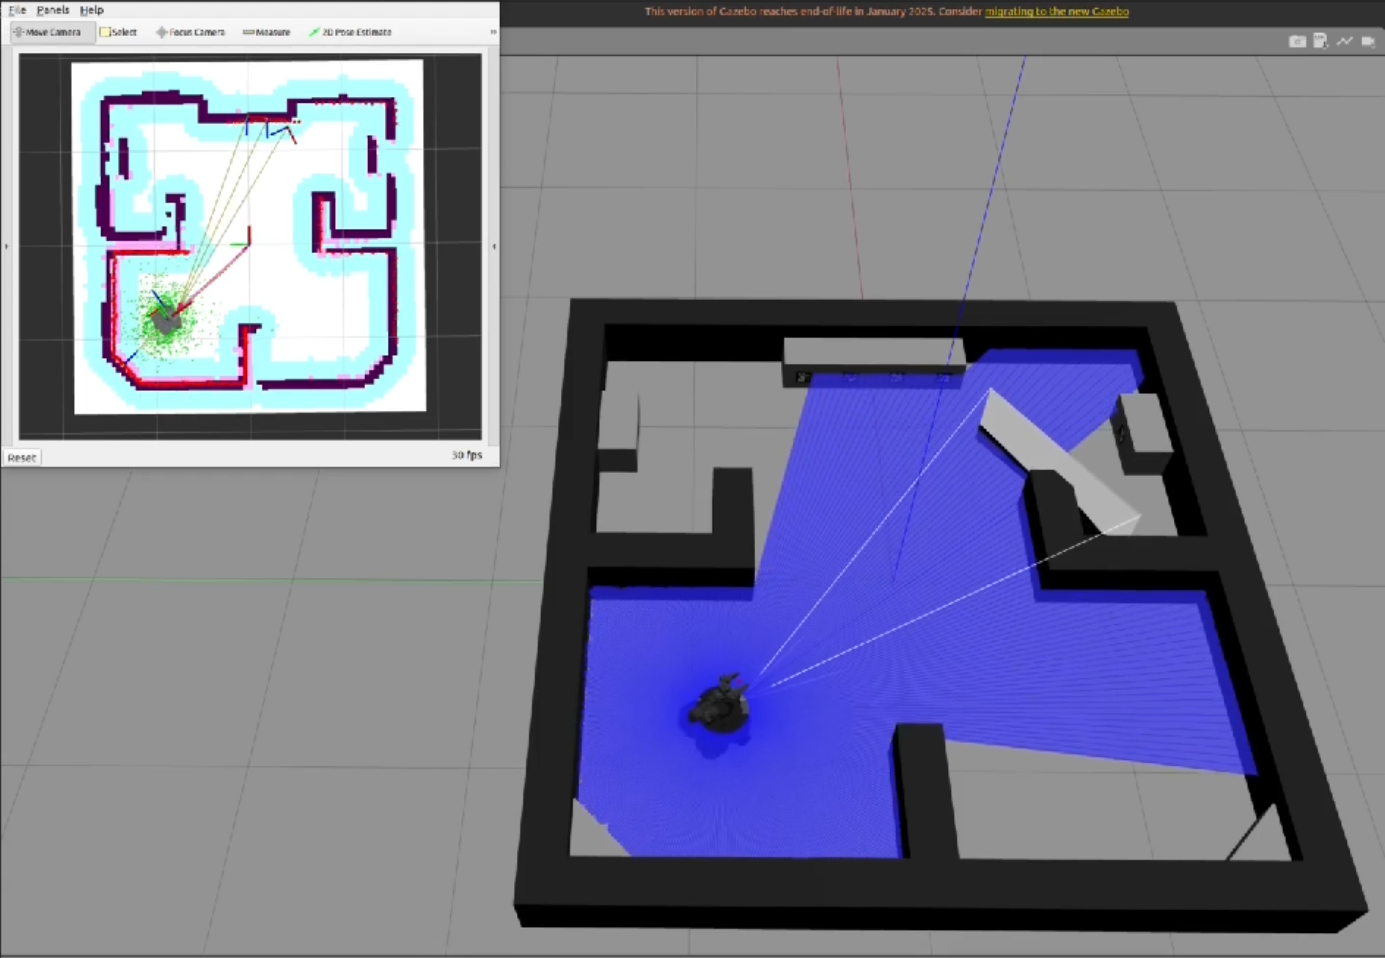 File Panels Help
This version of Gazebo reaches end-of-life in January 2025. Consider migrating to the new Gazebo
Move Camera Select Focus Camera Measure 2D Pose Estimate »
Reset 30 fps